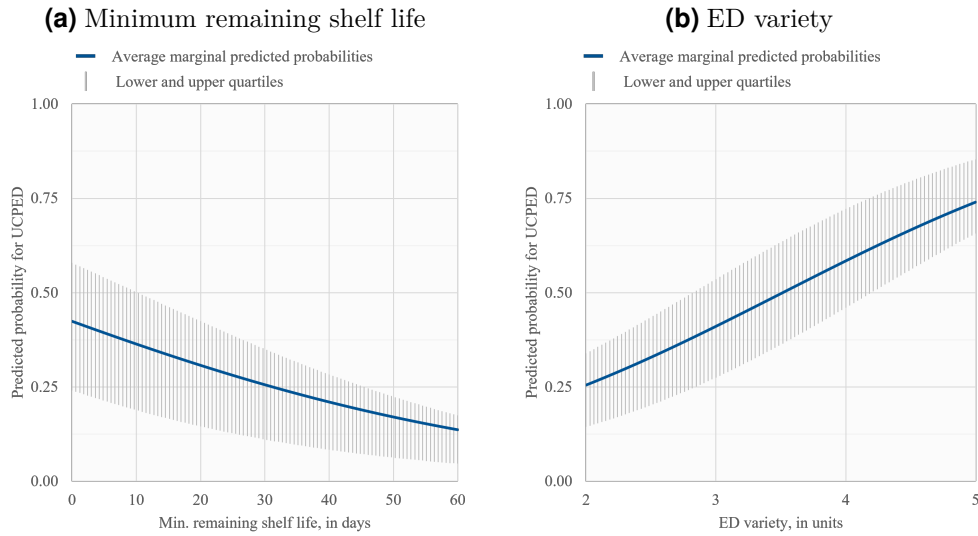 (a) Minimum remaining shelf life
Average marginal predicted probabilities
Lower and upper quartiles
Predicted probability for UCPED
1.00
0.75
0.50
0.25
0.00
0 10 20 30 40 50 60
Min. remaining shelf life, in days
(b) ED variety
Average marginal predicted probabilities
Lower and upper quartiles
Predicted probability for UCPED
1.00
0.75
0.50
0.25
0.00
2 3 4 5
ED variety, in units